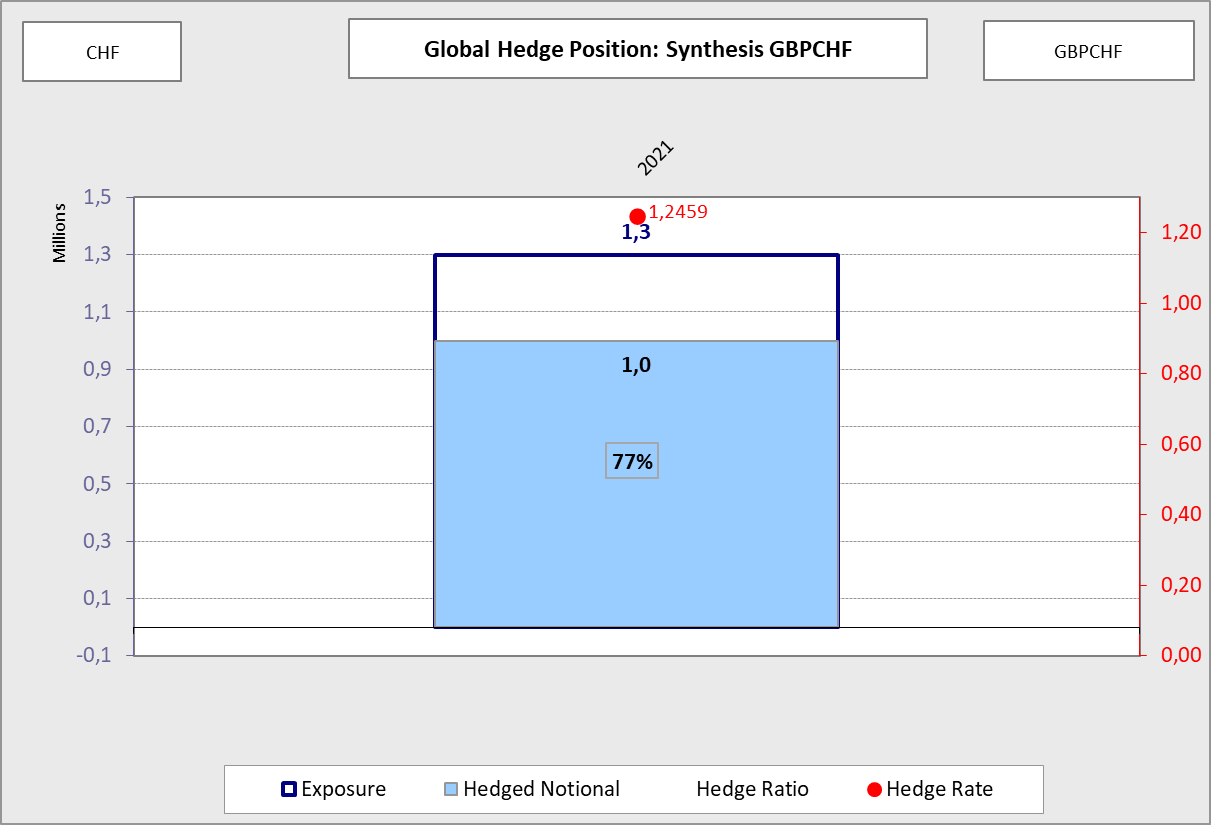 CHF
Global Hedge Position: Synthesis GBPCHF
GBPCHF
2021
Millions
1,5
1,3
1,1
0,9
0,7
0,5
0,3
0,1
-0,1
1,2459
1,3
1,0
77%
1,20
1,00
0,80
0,60
0,40
0,20
0,00
Exposure
Hedged Notional
Hedge Ratio
Hedge Rate